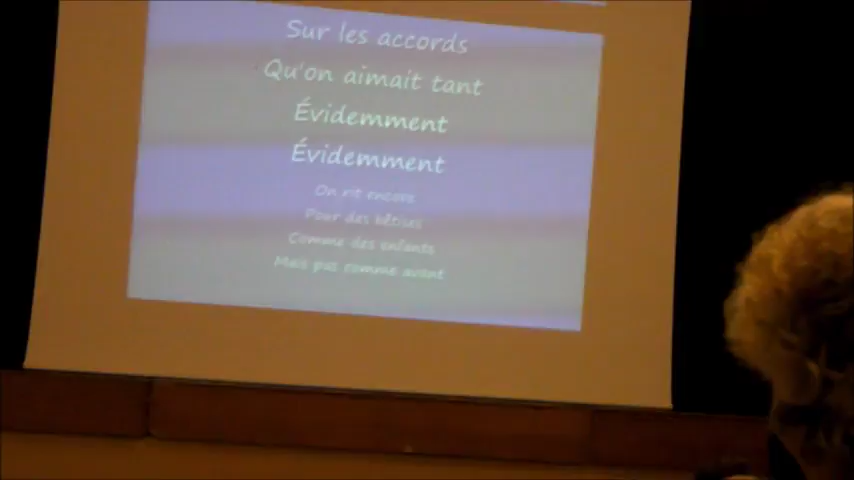 Sur les accords
Qu'on aimait tant
Évidemment
Évidemment
On rit encore
Pour des bêtises
Comme des enfants
Mais pas comme avant